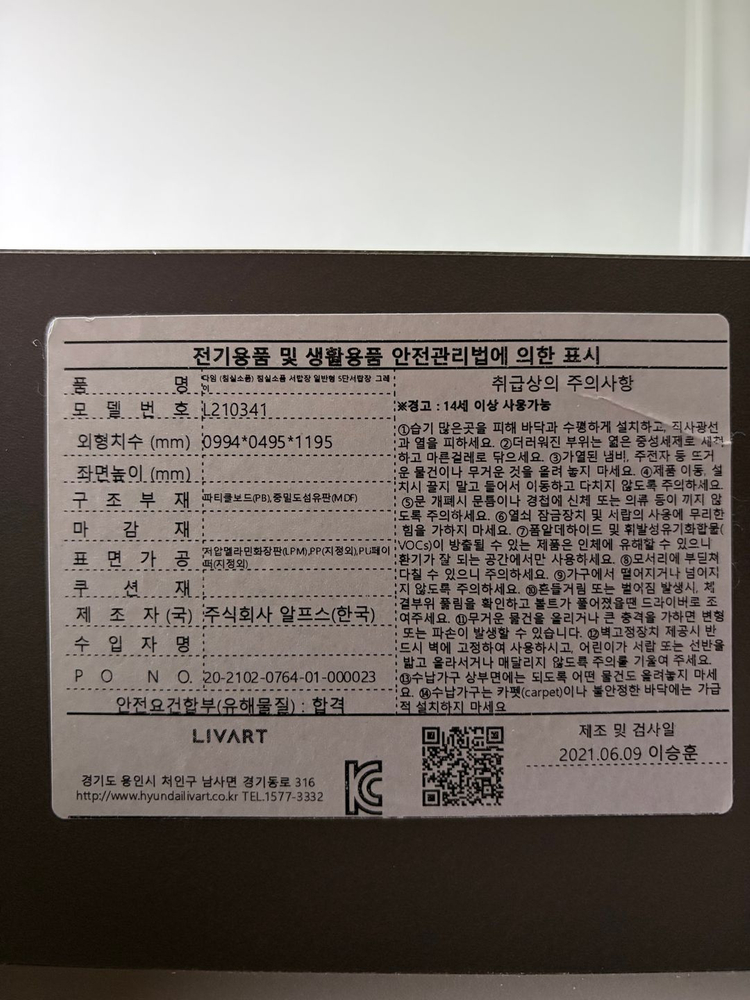 전기용품 및 생활용품 안전관리법에 의한 표시
품 명 다임 (침실소품) 침실소품 서랍장 일반형 5단서랍장 그레
이
모 델 번 호 L210341
외형치수 (mm) 0994*0495*1195
좌면높이 (mm)
구 조 부 재 파티클보드(PB),중밀도섬유판(MDF)
마 감 재
표 면 가 공 저압멜라민화장판(LPM),PP(지정외),PU페이
퍼(지정외)
쿠 션 재
제 조 자 (국) 주식회사 알프스(한국)
수 입 자 명
P O N O. 20-2102-0764-01-000023
안전요건합부(유해물질) : 합격
취급상의 주의사항
※경고 : 14세 이상 사용가능
①습기 많은곳을 피해 바닥과 수평하게 설치하고, 직사광선
과 열을 피하세요. ②더러워진 부위는 엷은 중성세제로 세척
하고 마른걸레로 닦으세요. ③가열된 냄비, 주전자 등 뜨거
운 물건이나 무거운 것을 올려 놓지 마세요. ④제품 이동, 설
치시 끌지 말고 들어서 이동하고 다치지 않도록 주의하세요.
⑤문 개폐시 문틈이나 경첩에 신체 또는 의류 등이 끼지 않
도록 주의하세요. ⑥열쇠 잠금장치 및 서랍의 사용에 무리한
힘을 가하지 마세요. ⑦폼알데하이드 및 휘발성유기화합물(
VOCs)이 방출될 수 있는 제품은 인체에 유해할 수 있으니
환기가 잘 되는 공간에서만 사용하세요. ⑧모서리에 부딪쳐
다칠 수 있으니 주의하세요. ⑨가구에서 떨어지거나 넘어지
지 않도록 주의하세요. ⑩흔들거림 또는 벌어짐 발생시, 체
결부위 풀림을 확인하고 볼트가 풀어졌을땐 드라이버로 조
여주세요. ⑪무거운 물건을 올리거나 큰 충격을 가하면 변형
또는 파손이 발생할 수 있습니다. ⑫벽고정장치 제공시 반
드시 벽에 고정하여 사용하시고, 어린이가 서랍 또는 선반을
밟고 올라서거나 매달리지 않도록 주의를 기울여 주세요.
⑬수납가구 상부면에는 되도록 어떤 물건도 올려놓지 마세
요. ⑭수납가구는 카펫(carpet)이나 불안정한 바닥에는 가급
적 설치하지 마세요
LIVART
경기도 용인시 처인구 남사면 경기동로 316
http://www.hyundailivart.co.kr TEL.1577-3332
제조 및 검사일
2021.06.09 이승훈